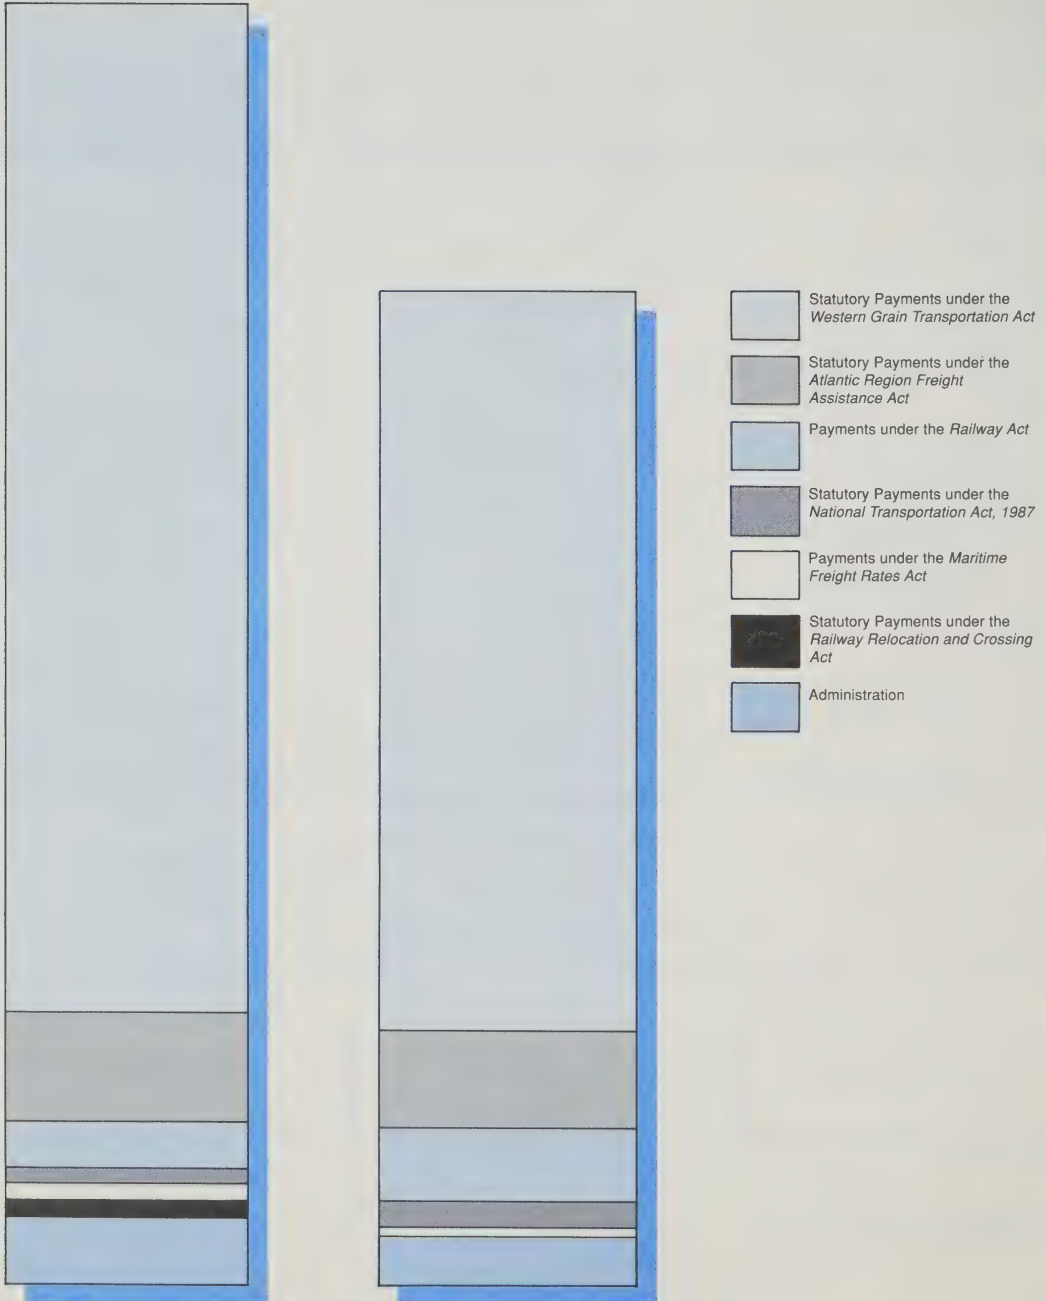 Statutory Payments under the
Western Grain Transportation Act
Statutory Payments under the
Atlantic Region Freight
Assistance Act
Payments under the Railway Act
Statutory Payments under the
National Transportation Act, 1987
Payments under the Maritime
Freight Rates Act
Statutory Payments under the
Railway Relocation and Crossing
Act
Administration